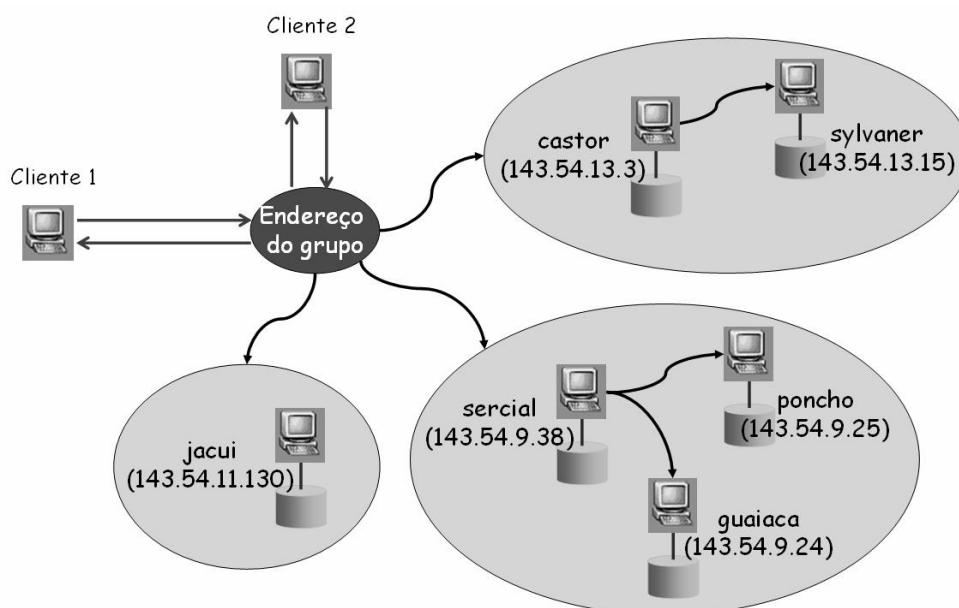 Cliente 2
Cliente 1
Endereço
do grupo
castor
(143.54.13.3)
sylvaner
(143.54.13.15)
jacui
(143.54.11.130)
sercial
(143.54.9.38)
poncho
(143.54.9.25)
guaiaca
(143.54.9.24)